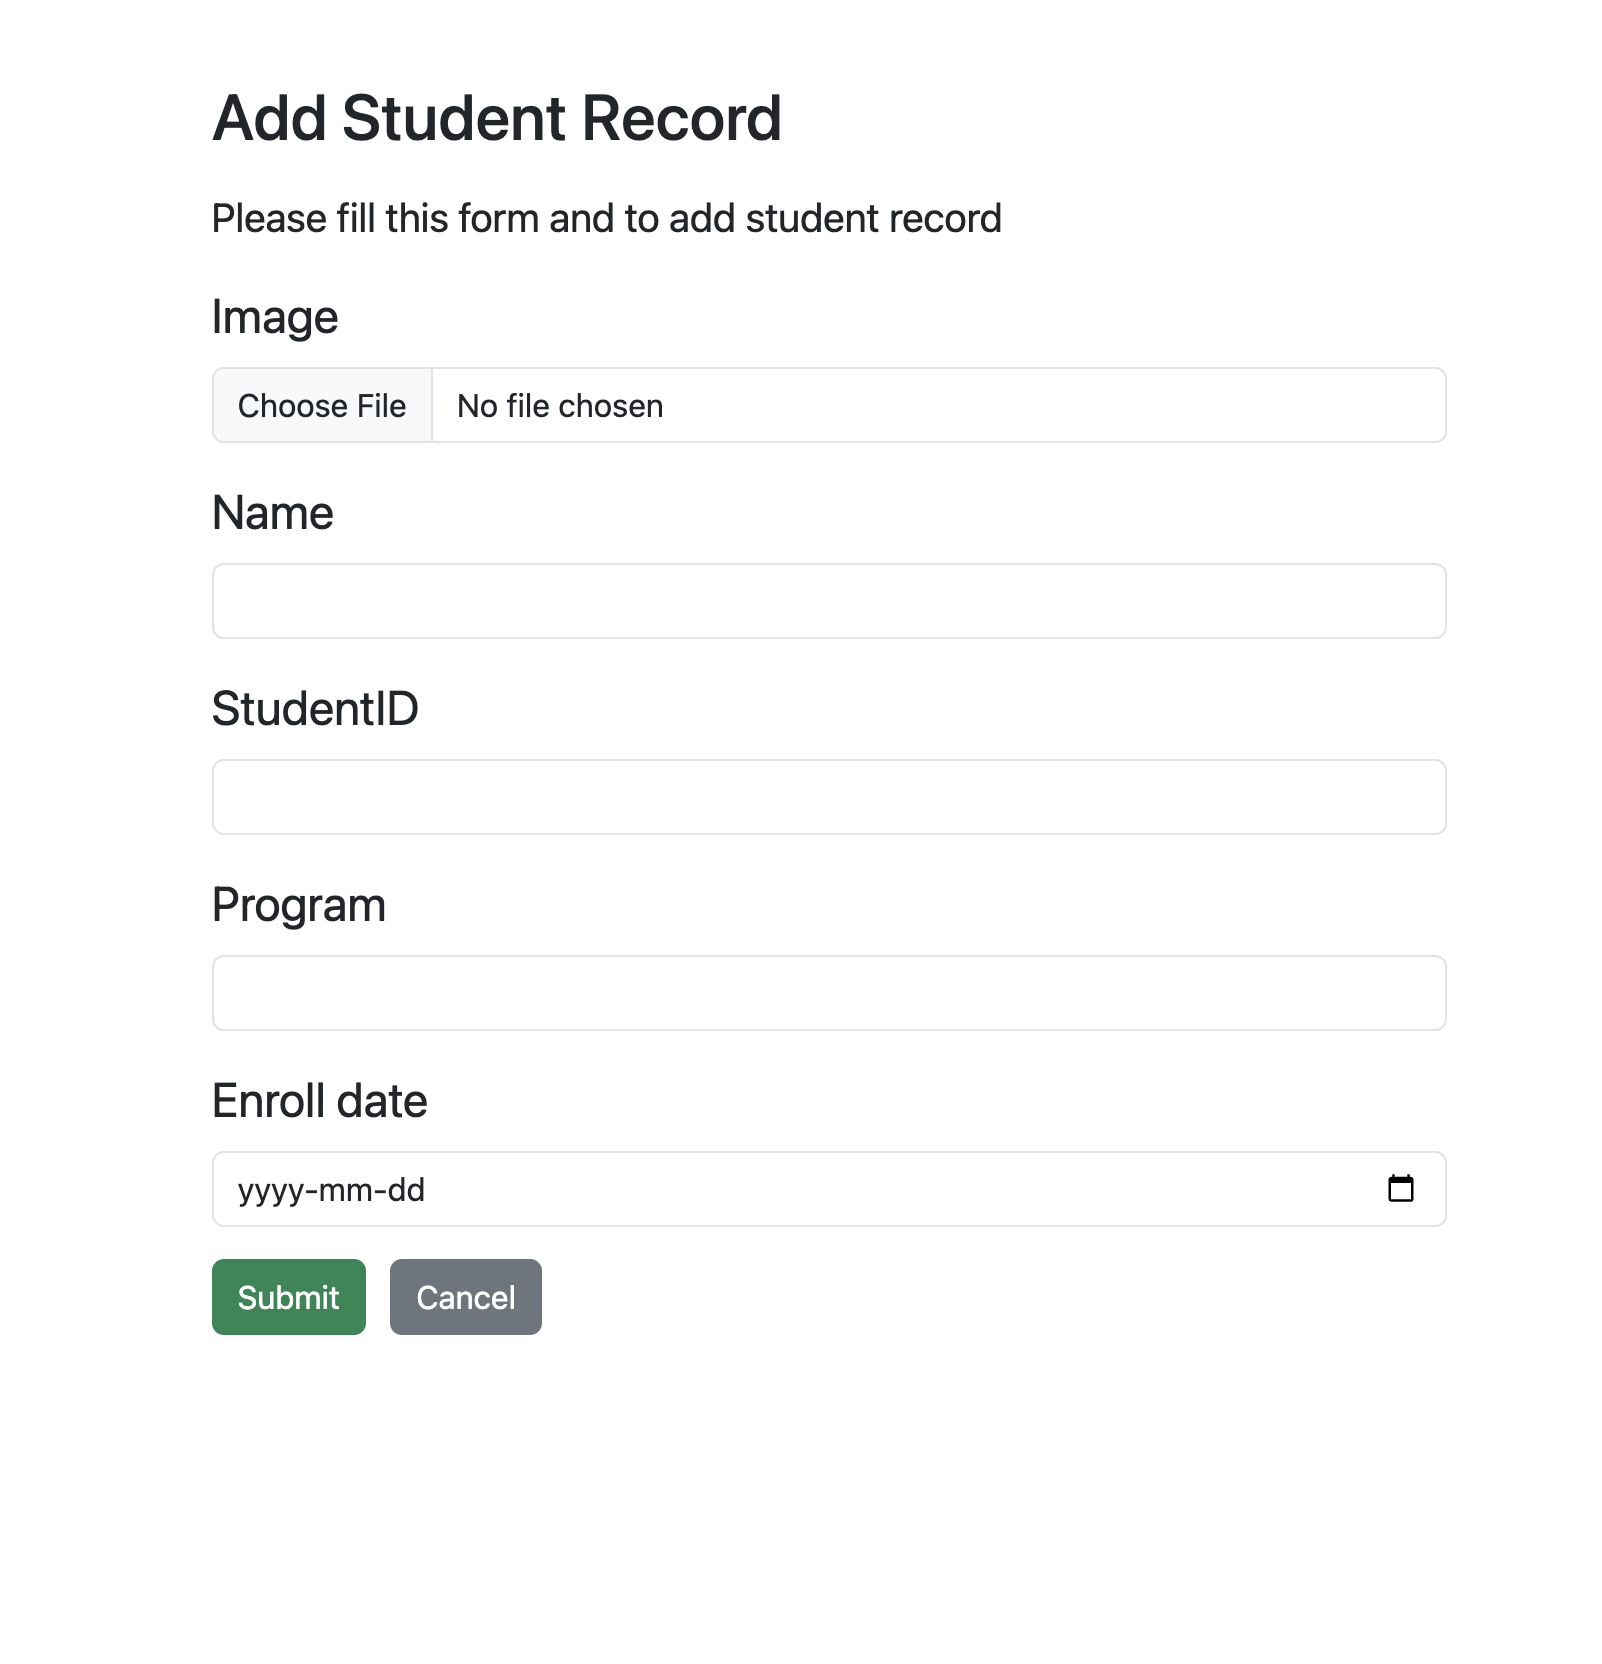 Add Student Record
Please fill this form and to add student record
Image
Choose File No file chosen
Name
StudentID
Program
Enroll date
yyyy-mm-dd
Submit Cancel